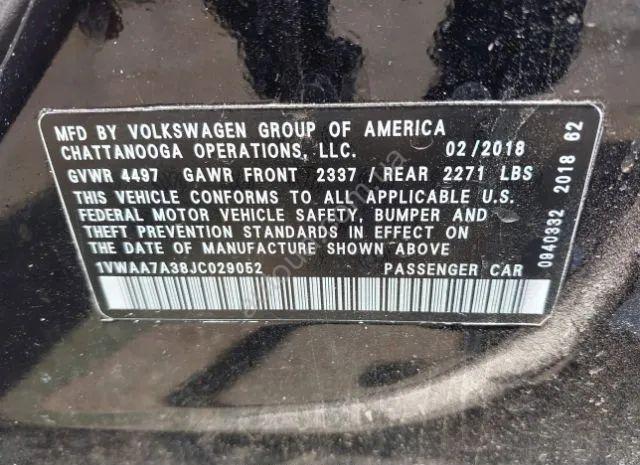 MFD BY VOLKSWAGEN GROUP OF AMERICA
CHATTANOOGA OPERATIONS, LLC. 02/2018
GVWR 4497 GAWR FRONT 2337 / REAR 2271 LBS
THIS VEHICLE CONFORMS TO ALL APPLICABLE U.S.
FEDERAL MOTOR VEHICLE SAFETY, BUMPER AND
THEFT PREVENTION STANDARDS IN EFFECT ON
THE DATE OF MANUFACTURE SHOWN ABOVE
1VWAA7A38JC029052 PASSENGER CAR
0940332 2018 62